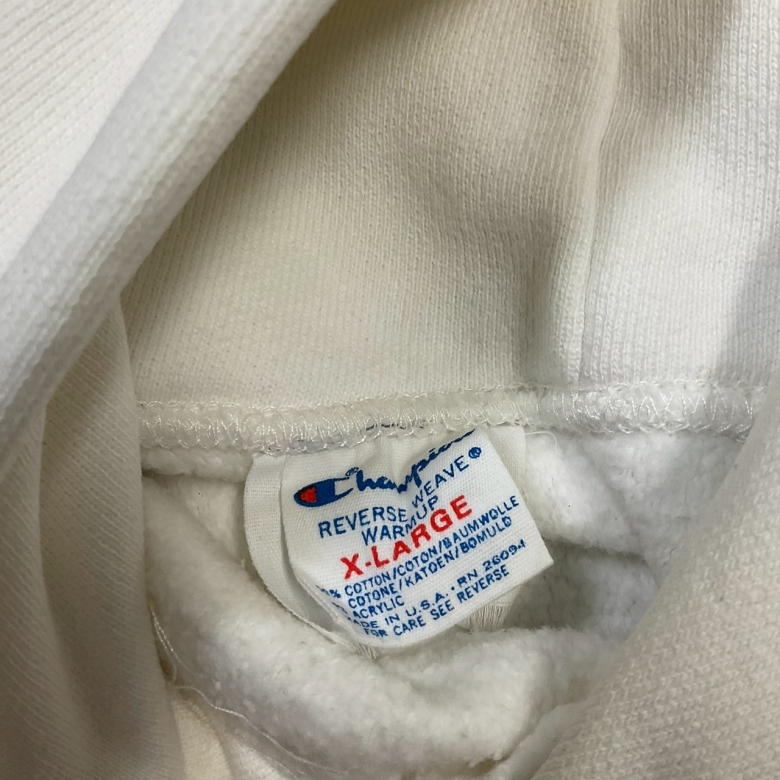 Champion
REVERSE WEAVE®
WARMUP
X-LARGE
% COTTON/COTON/BAUMWOLLE
COTONE/KATOEN/BOMULD
ACRYLIC
MADE IN U.S.A. • RN 26094
FOR CARE SEE REVERSE